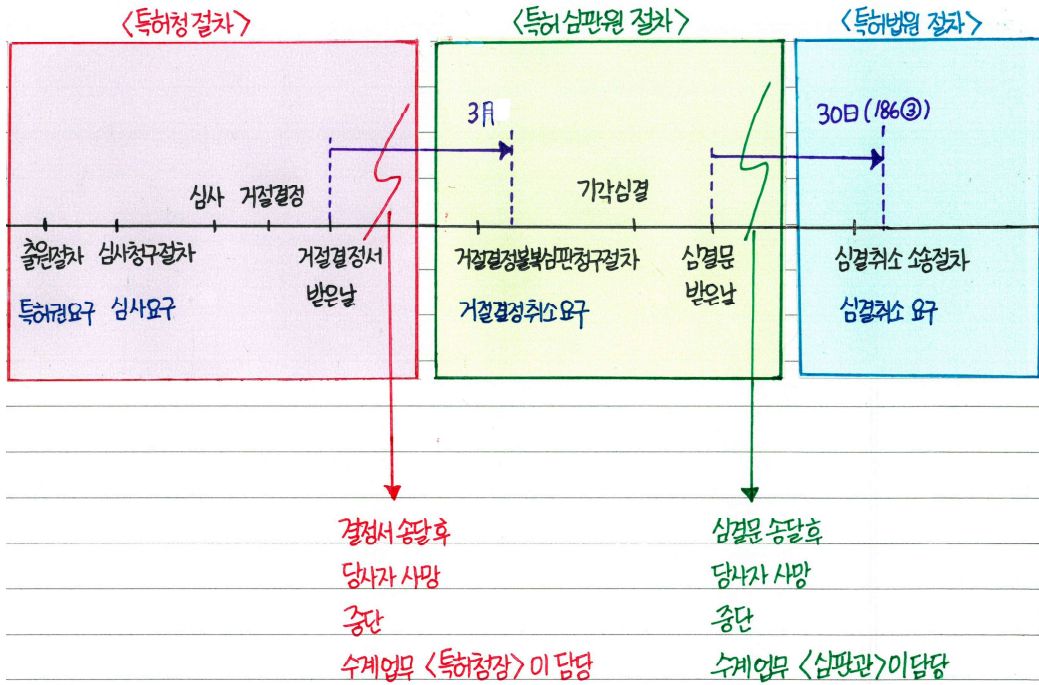 <특허청 절차>
<특허 심판원 절차>
<특허법원 절차>
3月
30日(186③)
심사 거절결정
기각심결
출원절차 심사청구절차
거절결정서
받은날
거절결정불복심판청구절차
심결문
받은날
심결취소 소송절차
특허권요구 심사요구
거절결정취소요구
심결취소 요구
결정서 송달후
당사자 사망
중단
수계업무 <특허청장>이 담당
심결문 송달후
당사자 사망
중단
수계업무 <심판관>이 담당